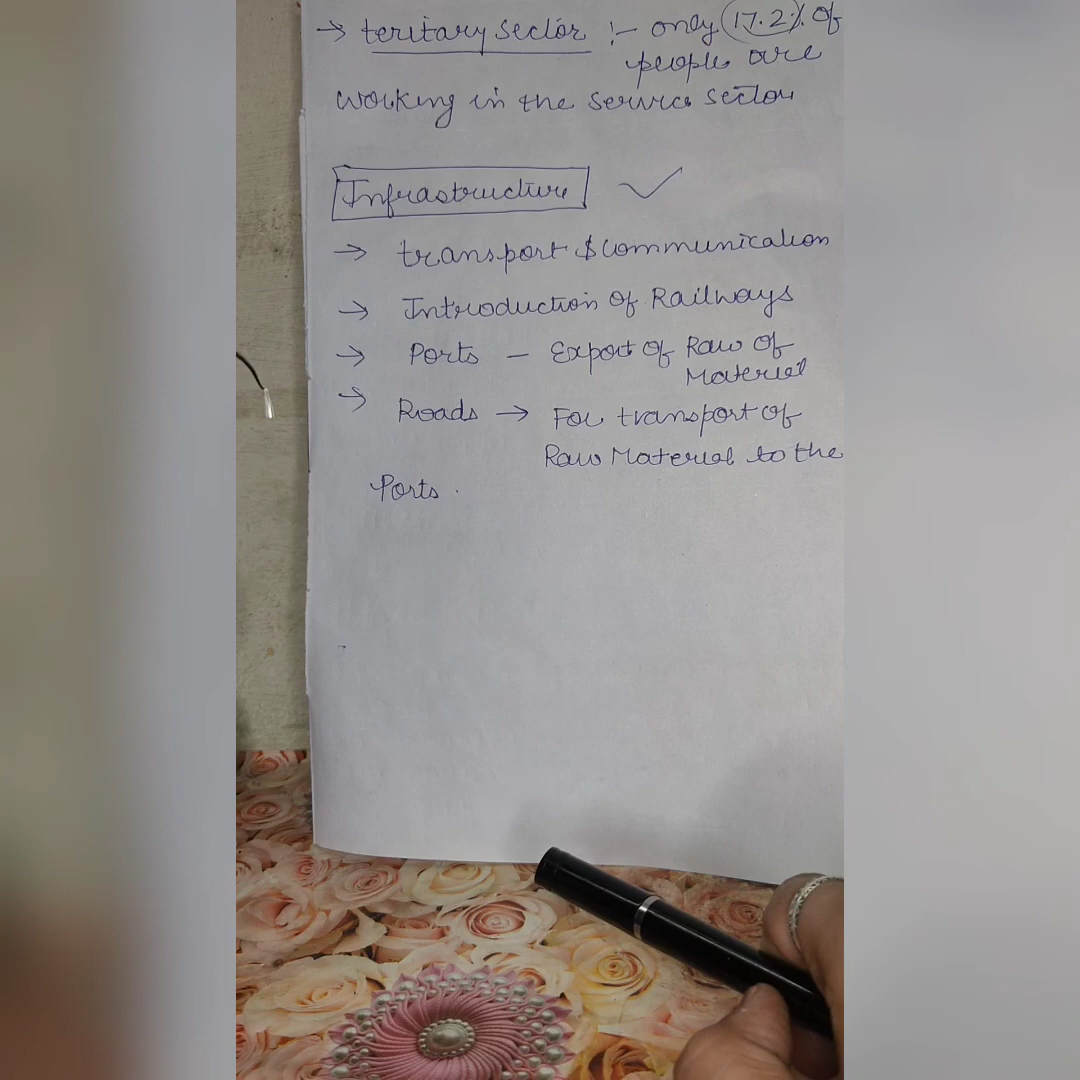 → teritary sector :- only 17.2% of
people are
working in the service sector
Infrastructure ✓
→ transport & communication
→ Introduction of Railways
→ Ports - Export of Raw of
Material
→ Roads → For transport of
Raw Material to the
Ports.